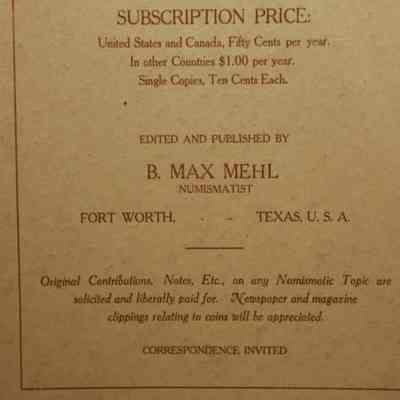 SUBSCRIPTION PRICE:
United States and Canada, Fifty Cents per year.
In other Countries $1.00 per year.
Single Copies, Ten Cents Each.
EDITED AND PUBLISHED BY
B. MAX MEHL
NUMISMATIST
FORT WORTH, - - TEXAS, U. S. A.
Original Contributions, Notes, Etc., on any Numismatic Topic are
solicited and liberally paid for. Newspaper and magazine
clippings relating to coins will be appreciated.
CORRESPONDENCE INVITED